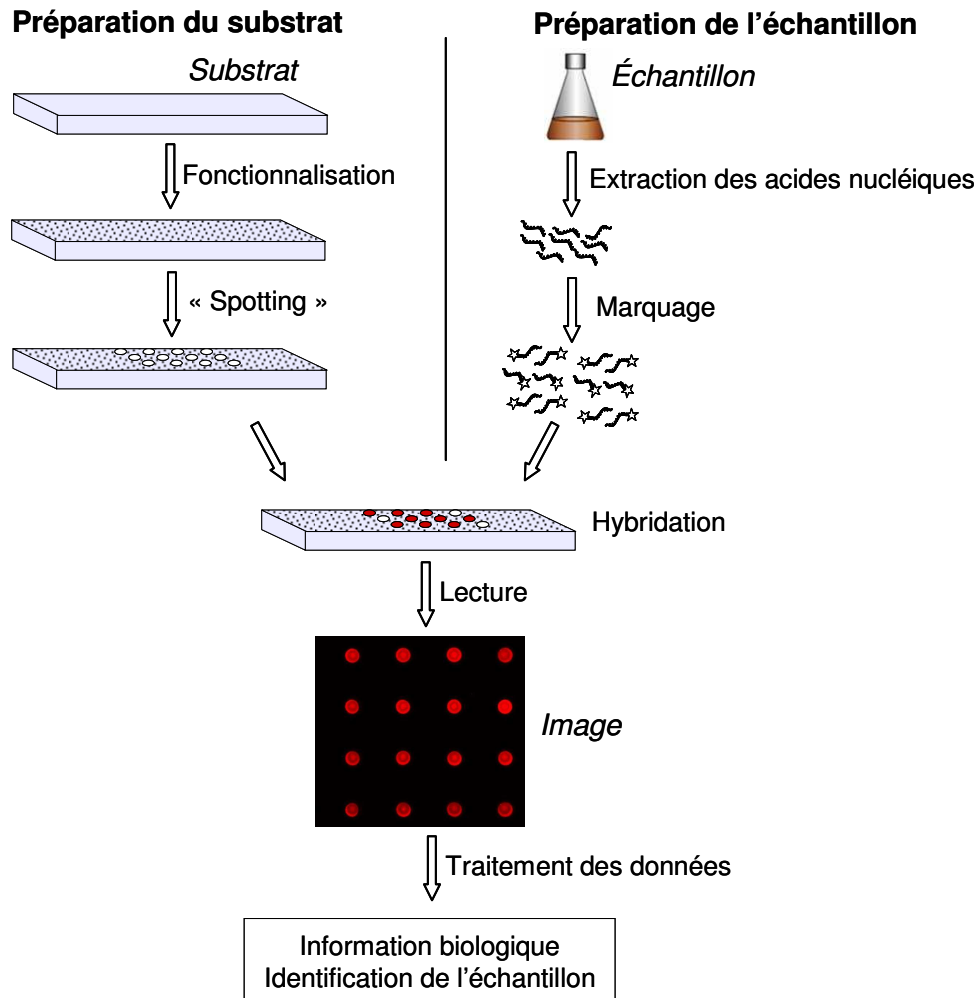 Préparation du substrat
Substrat
Fonctionnalisation
« Spotting »
Préparation de l'échantillon
Échantillon
Extraction des acides nucléiques
Marquage
Hybridation
Lecture
Image
Traitement des données
Information biologique
Identification de l'échantillon